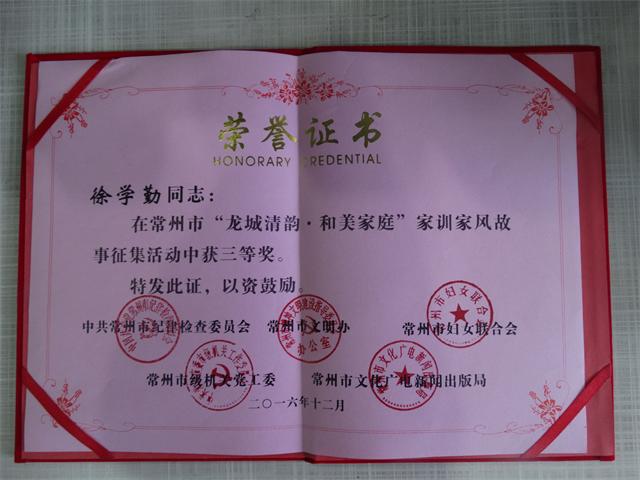 荣誉证书
HONORARY CREDENTIAL
徐学勤同志：
在常州市“龙城清韵·和美家庭”家训家风故
事征集活动中获三等奖。
特发此证，以资鼓励。
中共常州市纪律检查委员会 常州市文明办 常州市妇女联合会
常州市级机关党工委 常州市文化广电新闻出版局
二〇一六年十二月